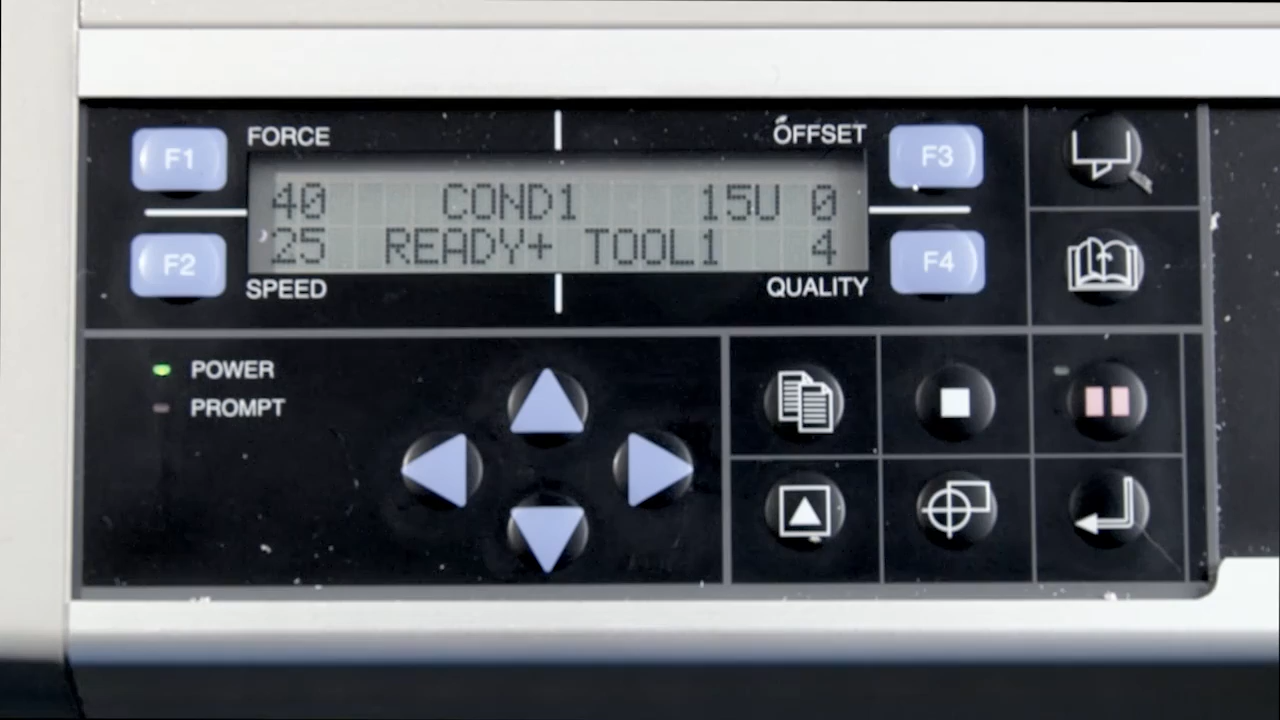 F1 FORCE OFFSET F3
40 COND1 15U 0
25 READY+ TOOL1 4
F2 SPEED QUALITY F4
POWER
PROMPT